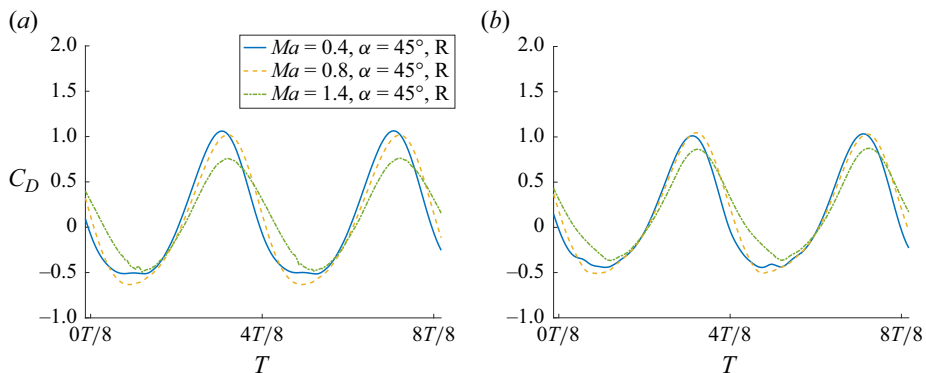 (a)
2.0
1.5
1.0
0.5
0
–0.5
–1.0
C_D
0T/8
4T/8
8T/8
T
Ma = 0.4, α = 45°, R
Ma = 0.8, α = 45°, R
Ma = 1.4, α = 45°, R
(b)
2.0
1.5
1.0
0.5
0
–0.5
–1.0
0T/8
4T/8
8T/8
T